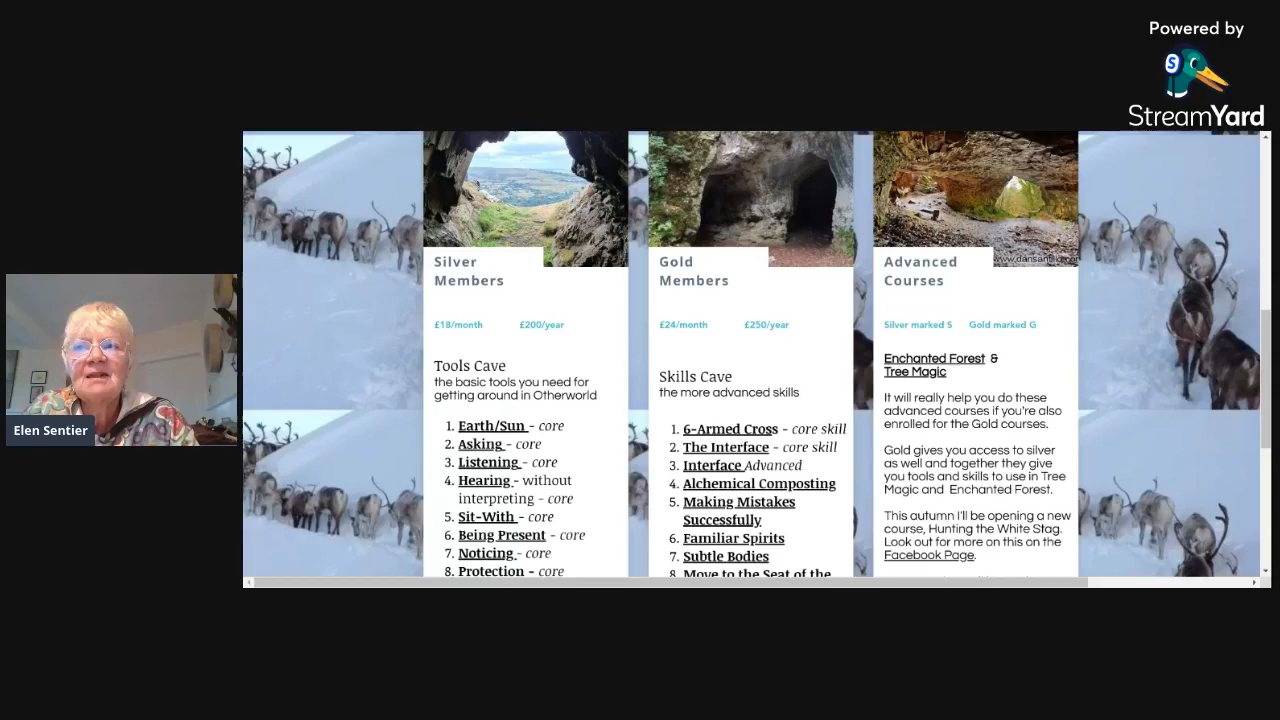 Powered by
S
StreamYard
Elen Sentier
Silver
Members
£18/month £200/year
Tools Cave
the basic tools you need for
getting around in Otherworld
1. Earth/Sun - core
2. Asking - core
3. Listening - core
4. Hearing - without
interpreting - core
5. Sit-With - core
6. Being Present - core
7. Noticing - core
8. Protection - core
Gold
Members
£24/month £250/year
Skills Cave
the more advanced skills
1. 6-Armed Cross - core skill
2. The Interface - core skill
3. Interface Advanced
4. Alchemical Composting
5. Making Mistakes
Successfully
6. Familiar Spirits
7. Subtle Bodies
8. Move to the Seat of the
Advanced
Courses
Silver marked S Gold marked G
Enchanted Forest &
Tree Magic
It will really help you do these
advanced courses if you're also
enrolled for the Gold courses.
Gold gives you access to silver
as well and together they give
you tools and skills to use in Tree
Magic and Enchanted Forest.
This autumn I'll be opening a new
course, Hunting the White Stag.
Look out for more on this on the
Facebook Page.